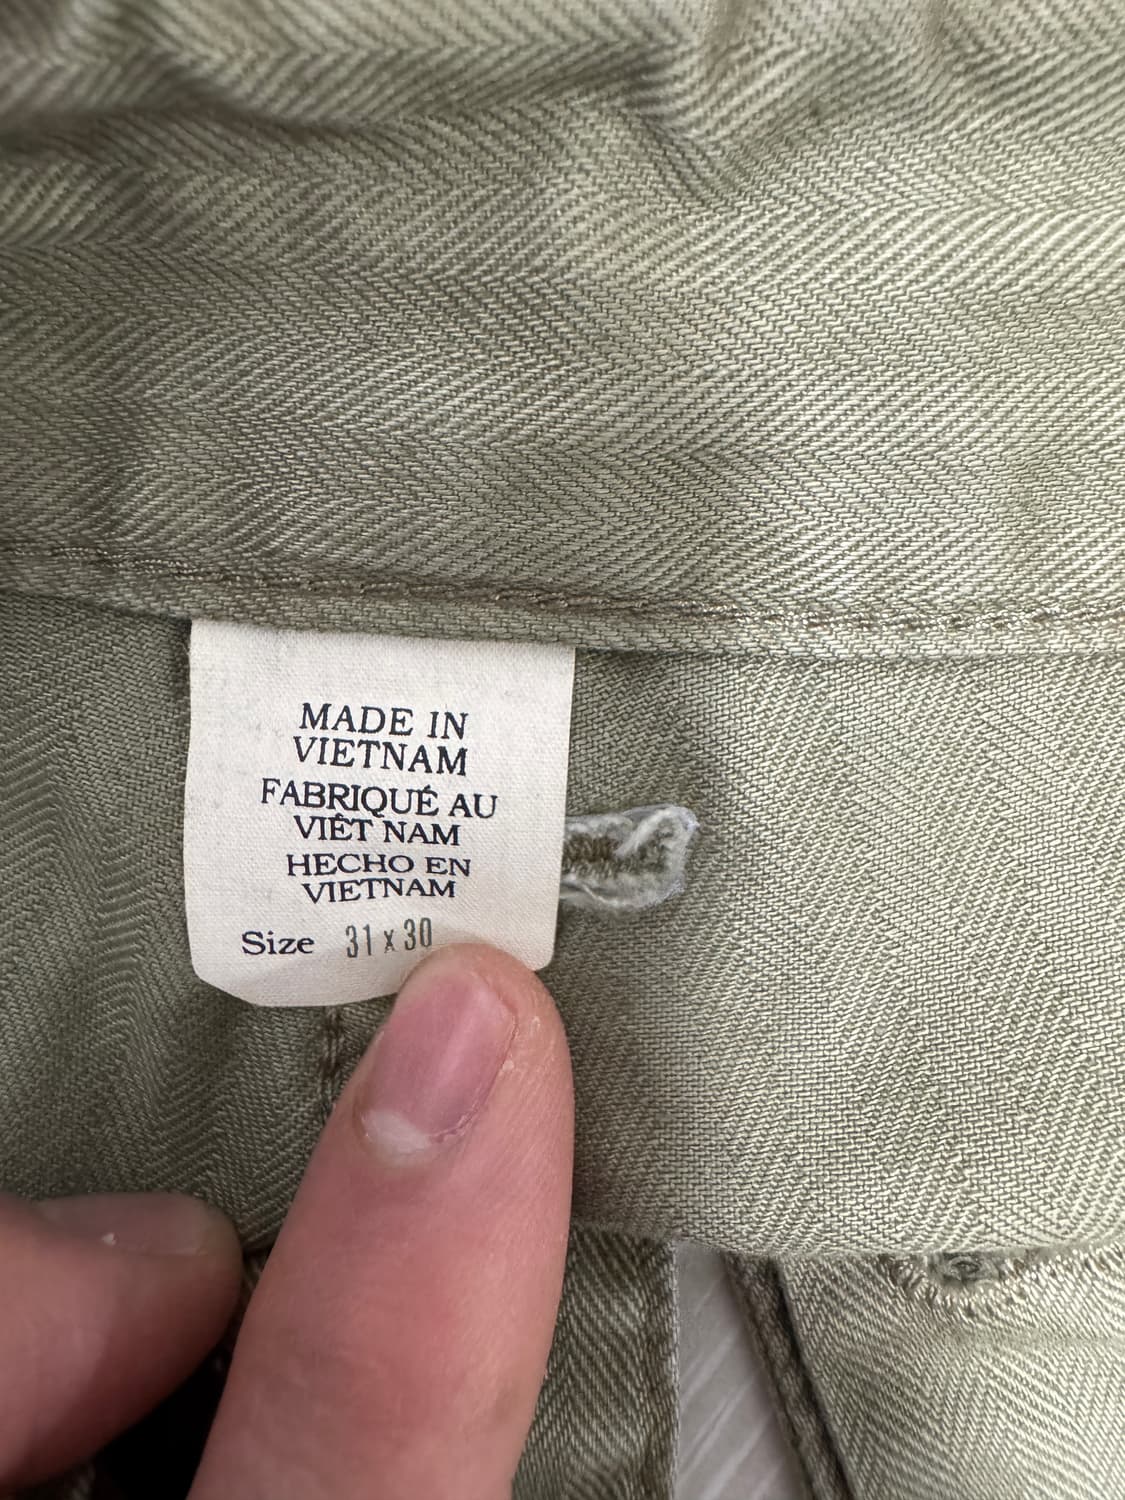 MADE IN
VIETNAM
FABRIQUÉ AU
VIÊT NAM
HECHO EN
VIETNAM
Size 31 x 30